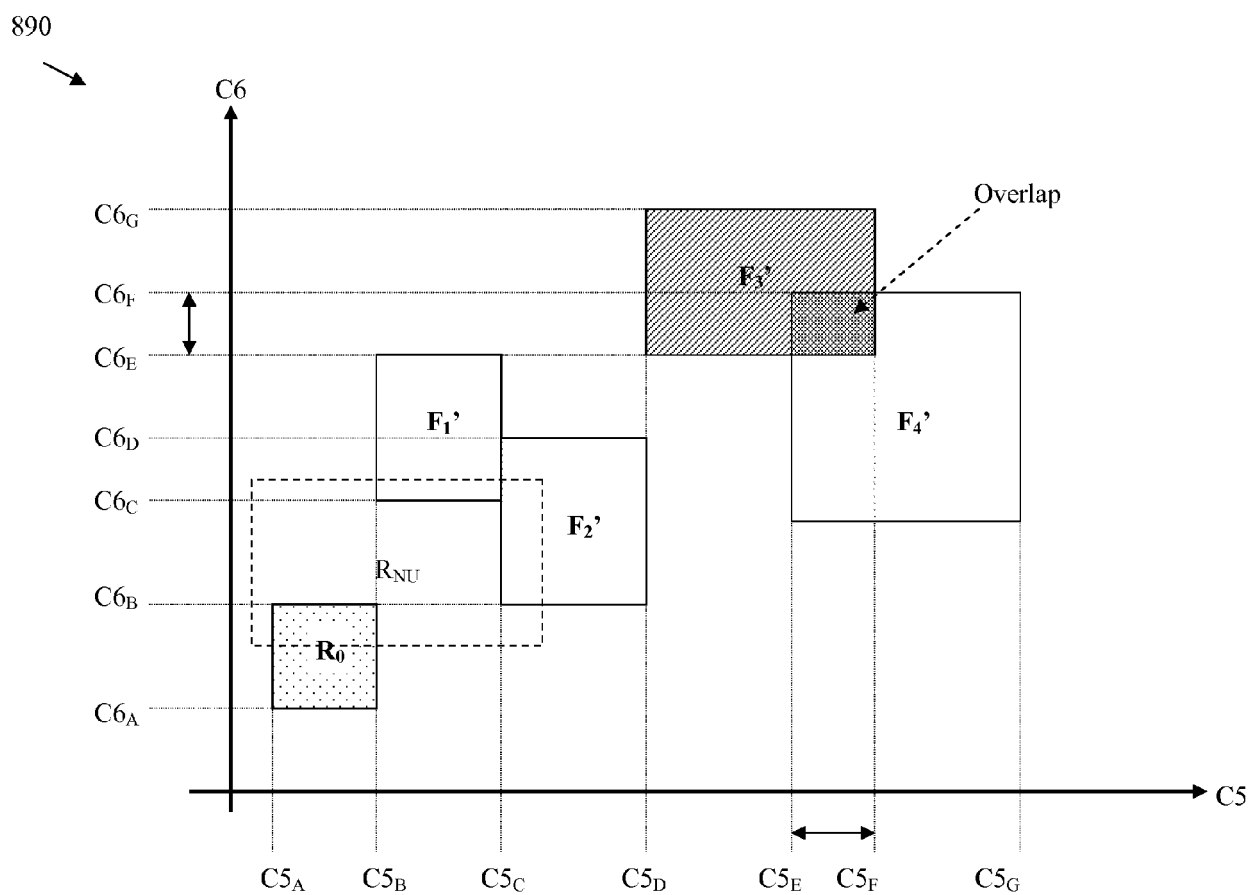 890
C6
Overlap
C6G
F3’
C6F
C6E
F1’
F4’
C6D
C6C
F2’
RNU
C6B
R0
C6A
C5
C5A C5B C5C C5D C5E C5F C5G